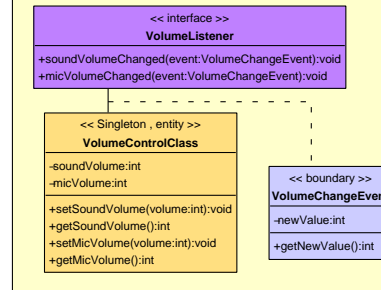 << interface >>
VolumeListener
+soundVolumeChanged(event:VolumeChangeEvent):void
+micVolumeChanged(event:VolumeChangeEvent):void
<< Singleton , entity >>
VolumeControlClass
-soundVolume:int
-micVolume:int
+setSoundVolume(volume:int):void
+getSoundVolume():int
+setMicVolume(volume:int):void
+getMicVolume():int
<< boundary >>
VolumeChangeEven
-newValue:int
+getNewValue():int